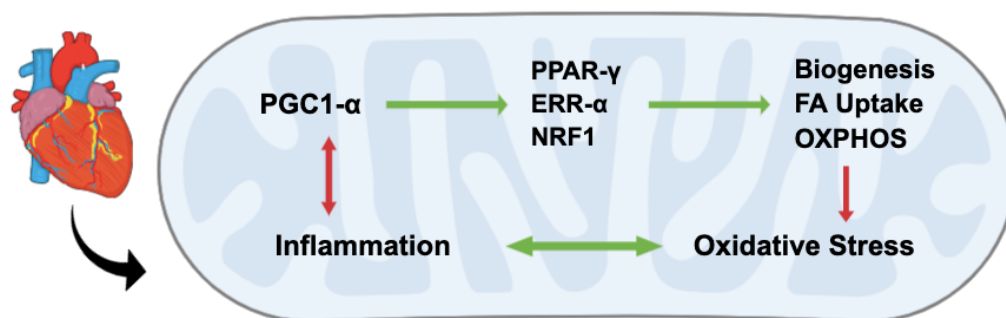 PGC1-α
PPAR-γ
ERR-α
NRF1
Biogenesis
FA Uptake
OXPHOS
Inflammation
Oxidative Stress